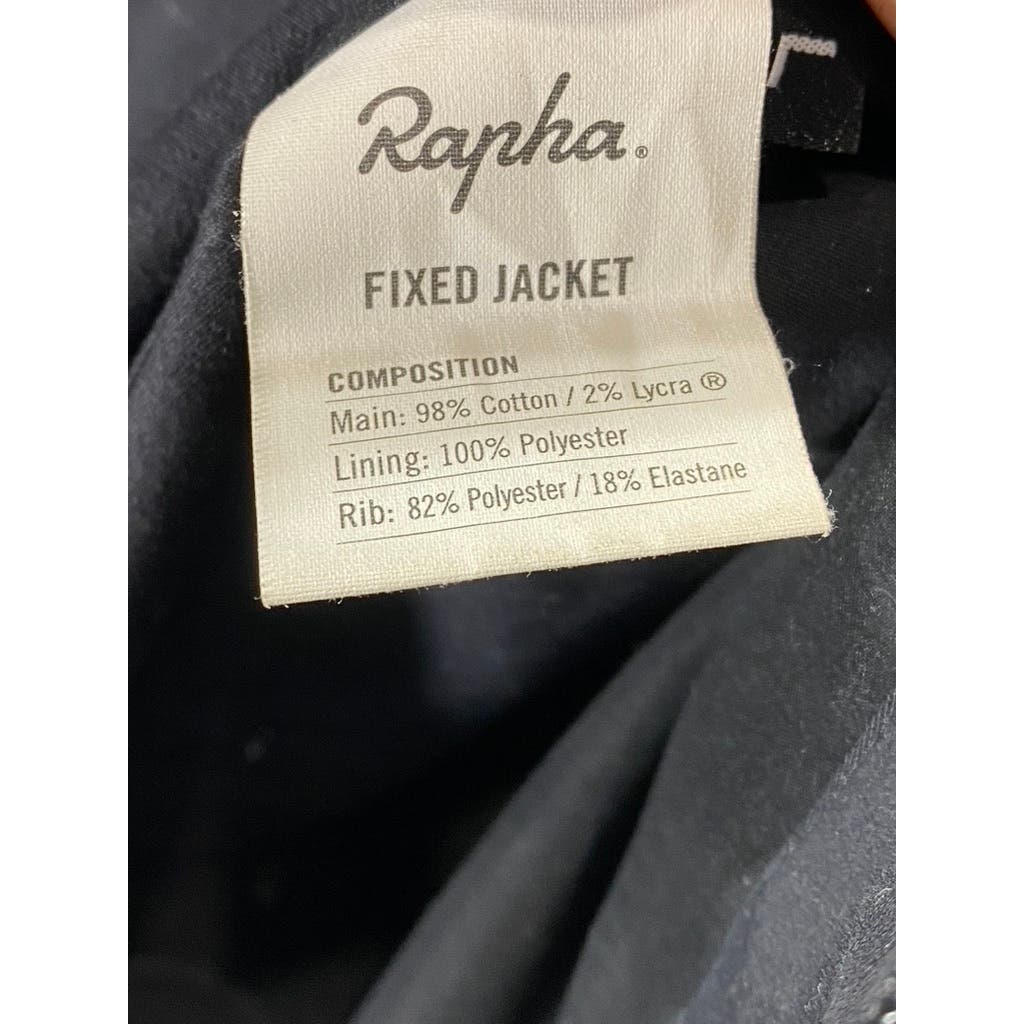 Rapha®
FIXED JACKET
COMPOSITION
Main: 98% Cotton / 2% Lycra ®
Lining: 100% Polyester
Rib: 82% Polyester / 18% Elastane